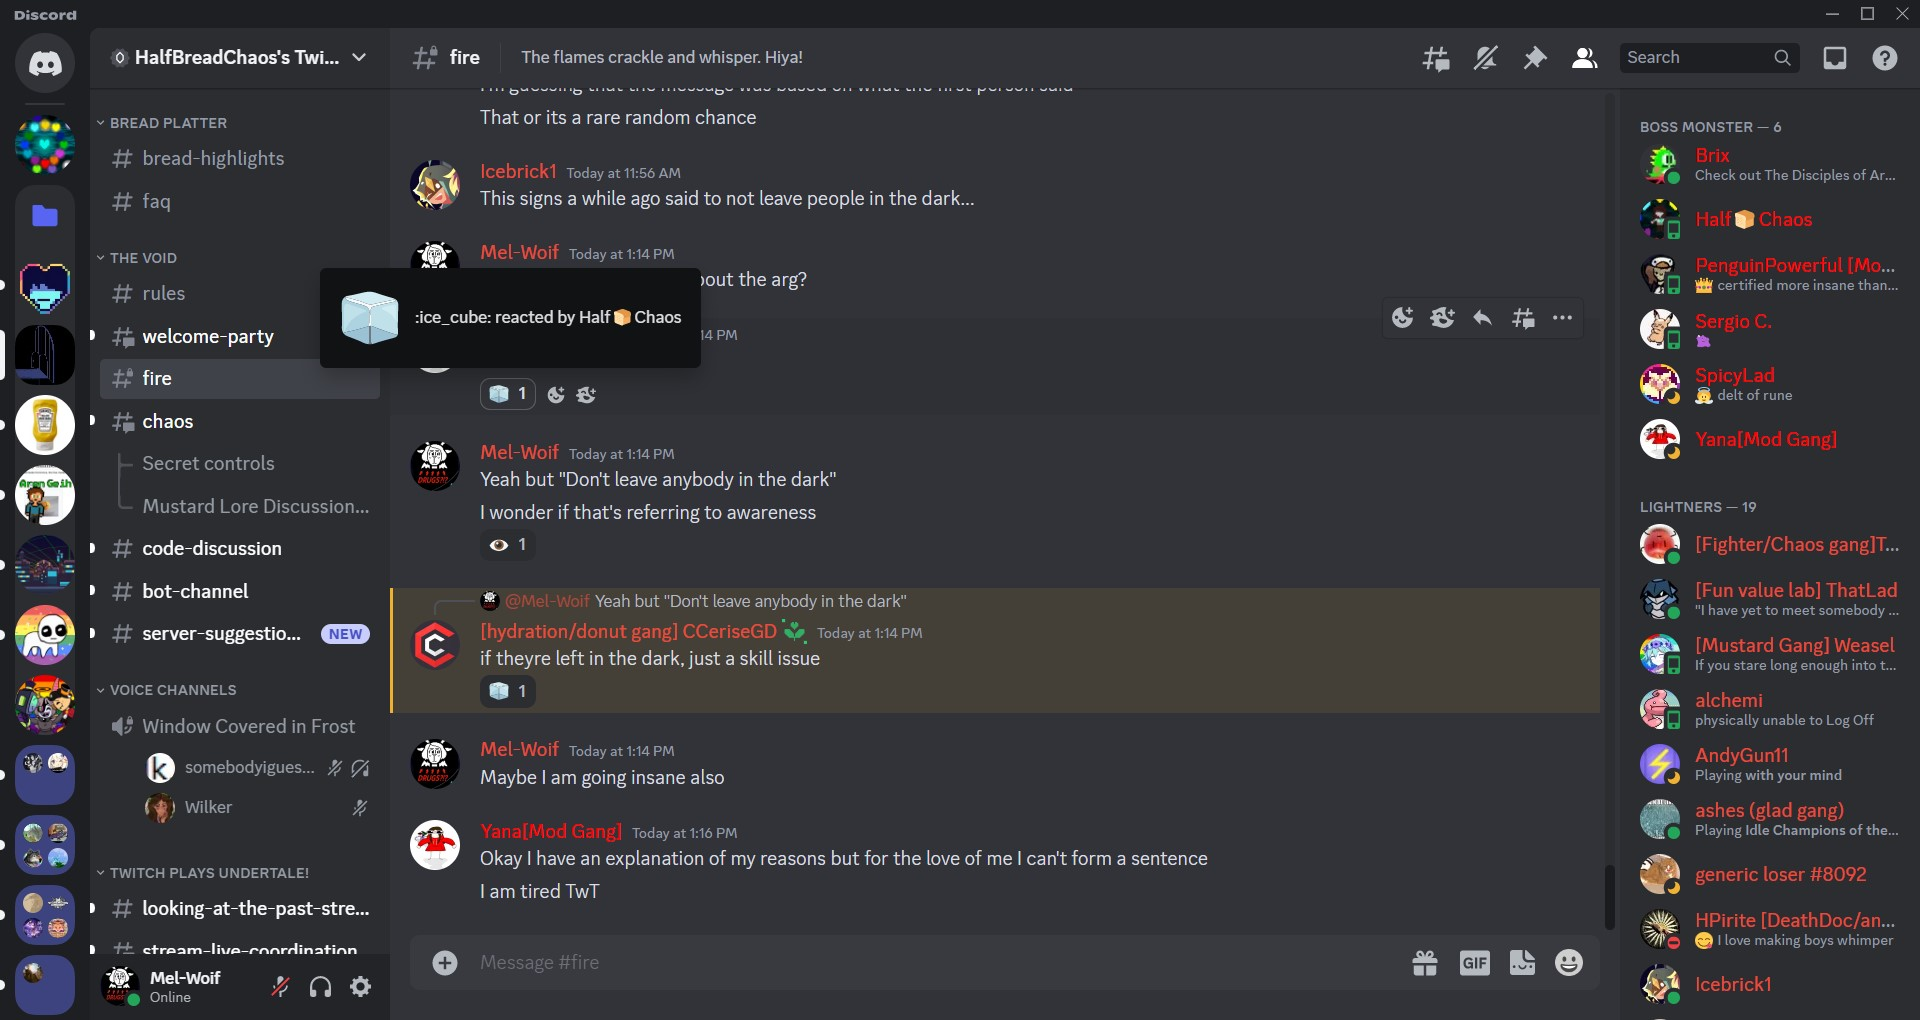 Discord
HalfBreadChaos's Twi...
BREAD PLATTER
bread-highlights
faq
THE VOID
rules
welcome-party
fire
chaos
Secret controls
Mustard Lore Discussion...
code-discussion
bot-channel
server-suggestio... NEW
VOICE CHANNELS
Window Covered in Frost
somebodyigues...
Wilker
TWITCH PLAYS UNDERTALE!
looking-at-the-past-stre...
stream-live-coordination
Mel-Woif
Online
fire
The flames crackle and whisper. Hiya!
Search
I'm guessing that the message was based on what the first person said
That or its a rare random chance
Icebrick1 Today at 11:56 AM
This signs a while ago said to not leave people in the dark...
Mel-Woif Today at 1:14 PM
bout the arg?
:ice_cube: reacted by Half🍞Chaos
14 PM
🧊 1
Mel-Woif Today at 1:14 PM
Yeah but "Don't leave anybody in the dark"
I wonder if that's referring to awareness
👁 1
@Mel-Woif Yeah but "Don't leave anybody in the dark"
[hydration/donut gang] CCeriseGD Today at 1:14 PM
if theyre left in the dark, just a skill issue
🧊 1
Mel-Woif Today at 1:14 PM
Maybe I am going insane also
Yana[Mod Gang] Today at 1:16 PM
Okay I have an explanation of my reasons but for the love of me I can't form a sentence
I am tired TwT
Message #fire
GIF
BOSS MONSTER — 6
Brix
Check out The Disciples of Ar...
Half🍞Chaos
PenguinPowerful [Mo...
👑 certified more insane than...
Sergio C.
SpicyLad
delt of rune
Yana[Mod Gang]
LIGHTNERS — 19
[Fighter/Chaos gang]T...
[Fun value lab] ThatLad
"I have yet to meet somebody ...
[Mustard Gang] Weasel
If you stare long enough into t...
alchemi
physically unable to Log Off
AndyGun11
Playing with your mind
ashes (glad gang)
Playing Idle Champions of the...
generic loser #8092
HPirite [DeathDoc/an...
😋 I love making boys whimper
Icebrick1